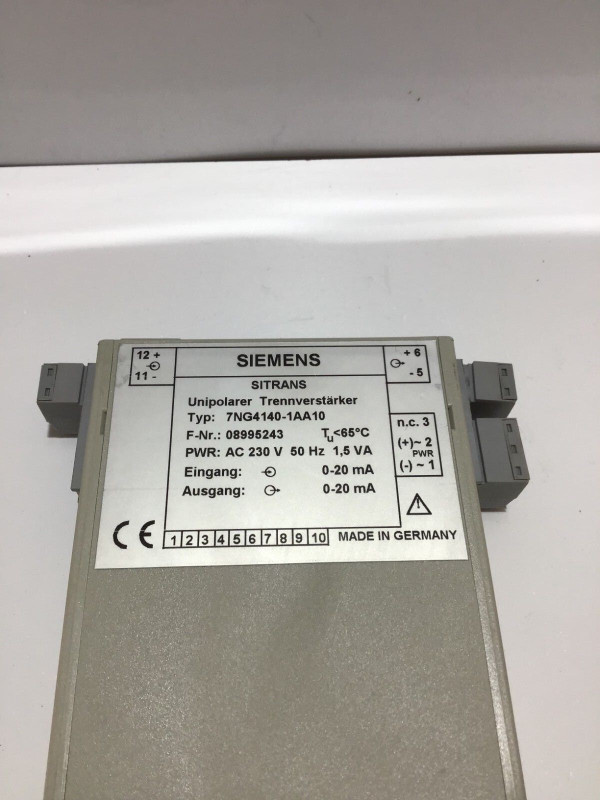 12 +
11 -
SIEMENS
+ 6
- 5
SITRANS
Unipolarer Trennverstärker
Typ: 7NG4140-1AA10
F-Nr.: 08995243 Tu<65°C
PWR: AC 230 V 50 Hz 1,5 VA
Eingang: 0-20 mA
Ausgang: 0-20 mA
n.c. 3
(+)~ 2
PWR
(-)~ 1
CE 1 2 3 4 5 6 7 8 9 10 MADE IN GERMANY